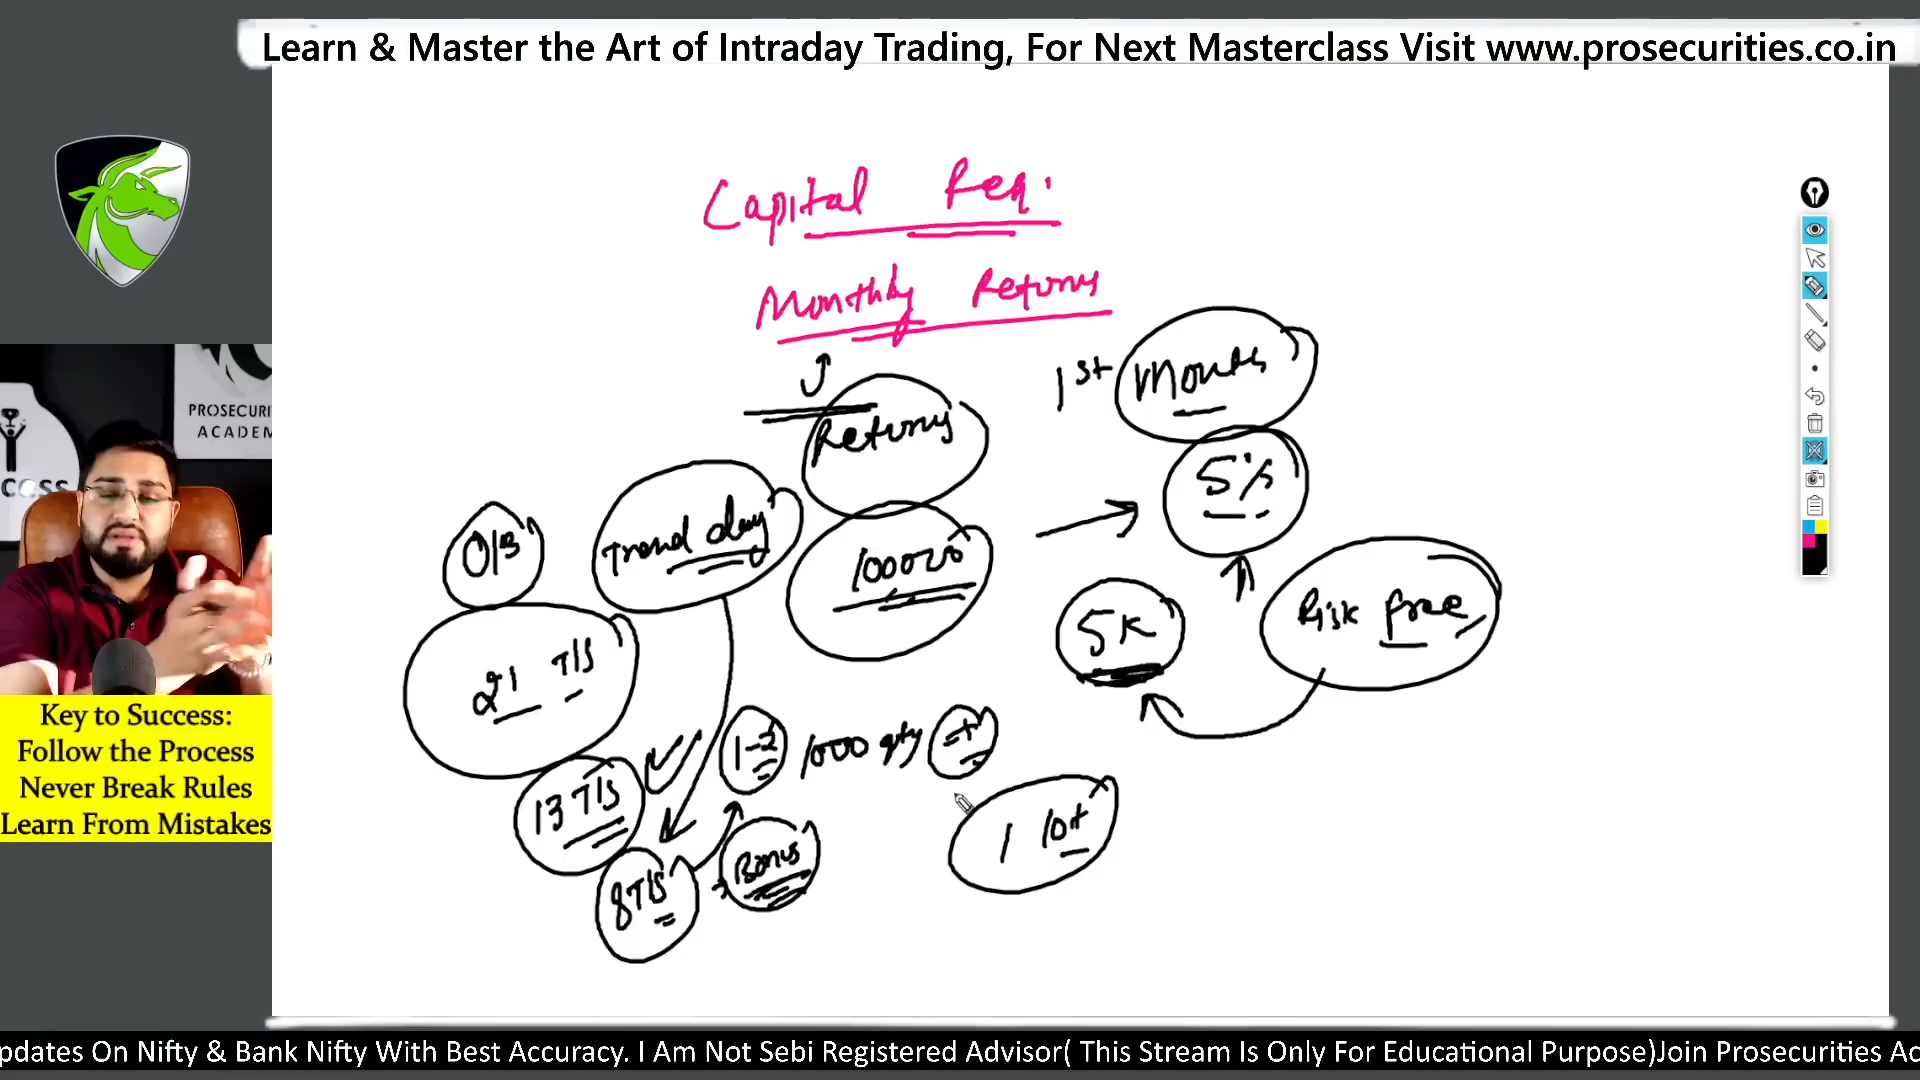 Learn & Master the Art of Intraday Trading, For Next Masterclass Visit www.prosecurities.co.in
Capital Req.
Monthly Returns
1st Month
Returns
5%
O/B
Trend day
100000
5K
Risk free
21 T/S
1-2
1000 qty
13 T/S
1 lot
Bonus
8 T/S
PROSECURI
ACADEM
Key to Success:
Follow the Process
Never Break Rules
Learn From Mistakes
pdates On Nifty & Bank Nifty With Best Accuracy. I Am Not Sebi Registered Advisor( This Stream Is Only For Educational Purpose)Join Prosecurities Ac